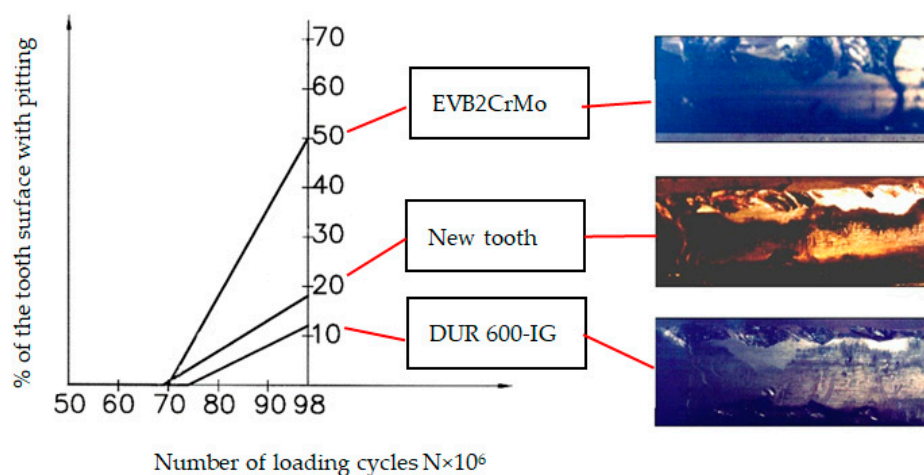 % of the tooth surface with pitting
70
60
50
40
30
20
10
50 60 70 80 90 98
Number of loading cycles N×10⁶
EVB2CrMo
New tooth
DUR 600-IG